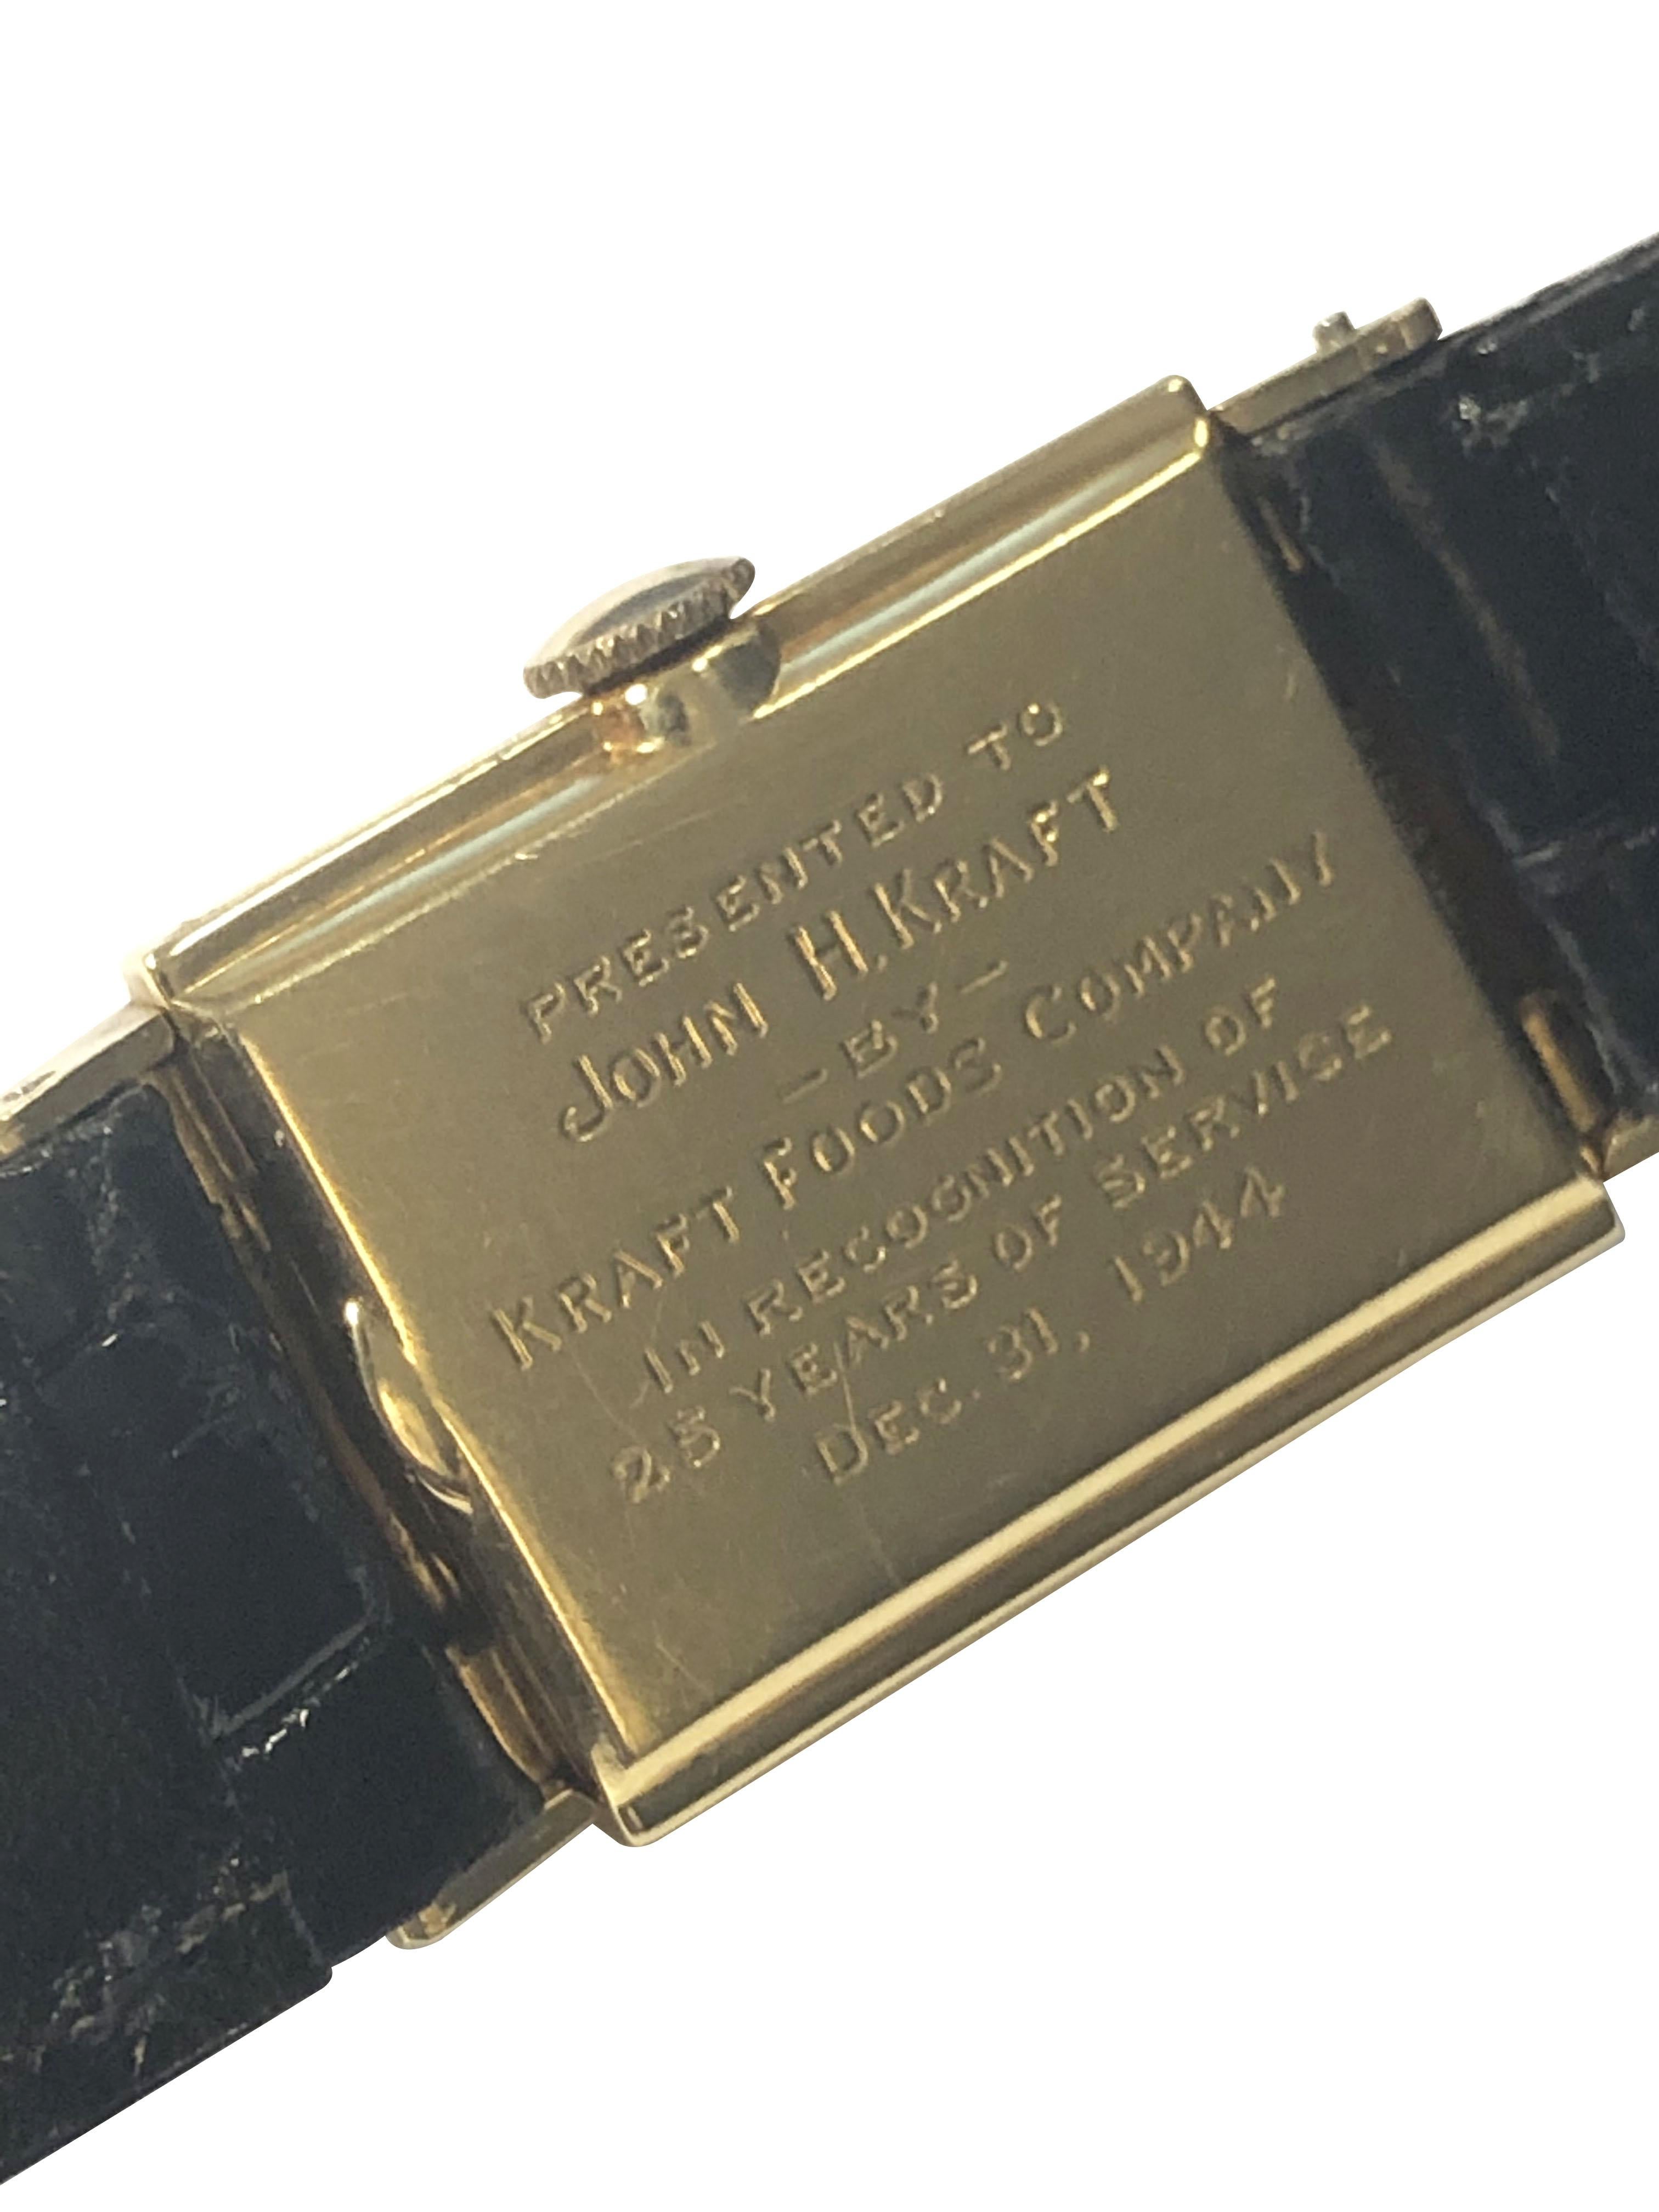 PRESENTED TO
JOHN H. KRAFT
— BY —
KRAFT FOODS COMPANY
IN RECOGNITION OF
25 YEARS OF SERVICE
DEC. 31, 1944